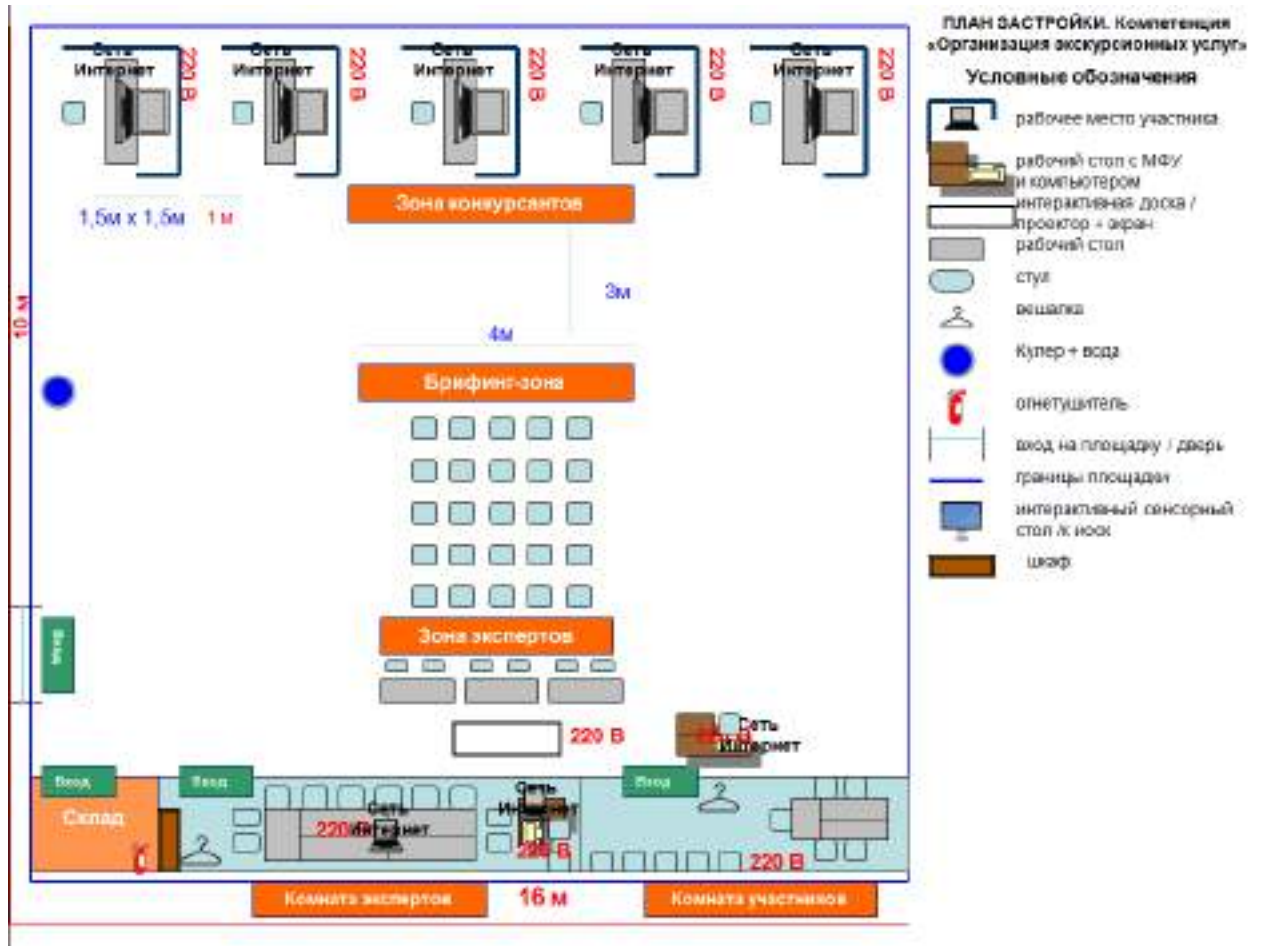 ПЛАН ЗАСТРОЙКИ. Компетенция
«Организация экскурсионных услуг»
Условные обозначения
рабочее место участника
рабочий стол с МФУ
и компьютером
интерактивная доска /
проектор + экран
рабочий стол
стул
вешалка
Кулер + вода
огнетушитель
вход на площадку / дверь
границы площадки
интерактивный сенсорный
стол /к иоск
шкаф
Сеть
Интернет
220 В
Сеть
Интернет
220 В
Сеть
Интернет
220 В
Сеть
Интернет
220 В
Сеть
Интернет
220 В
1,5м х 1,5м
1 м
Зона конкурсантов
3м
10 м
4м
Брифинг-зона
Зона экспертов
Вход
220 В
Сеть
Интернет
Вход
Вход
Вход
Склад
Сеть
220 В
Интернет
Сеть
Интернет
220 В
220 В
Комната экспертов
16 м
Комната участников